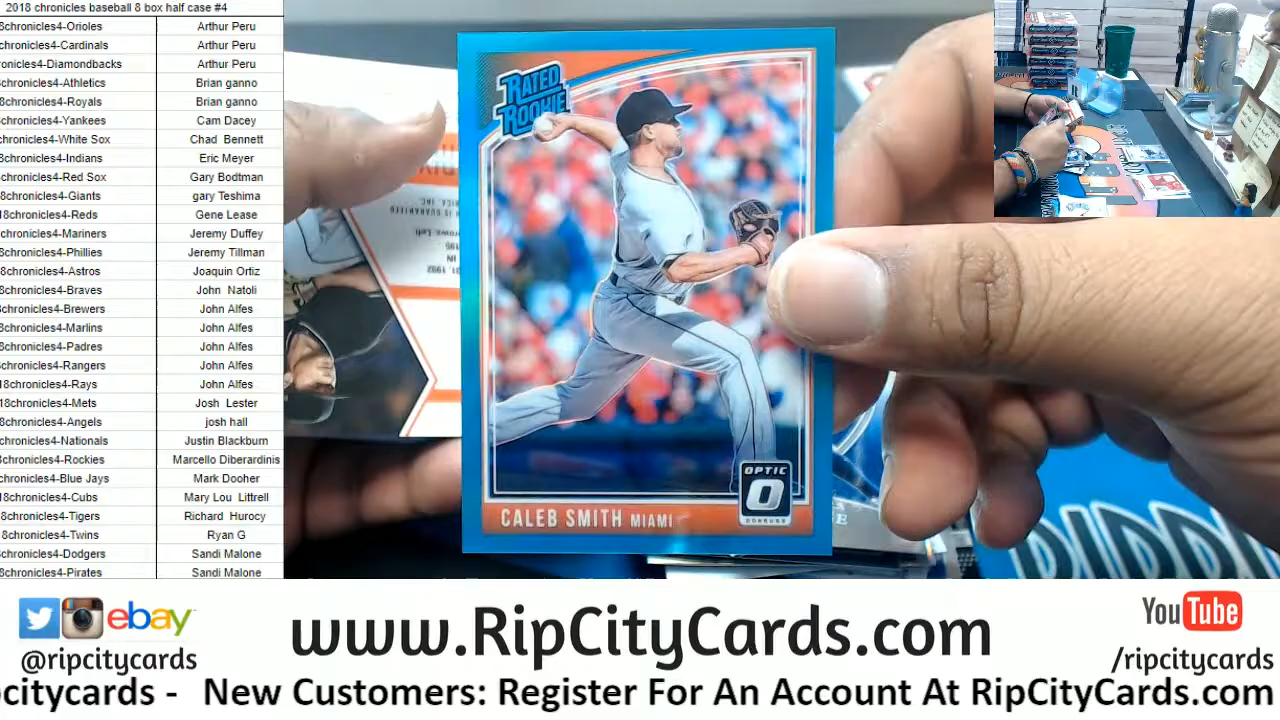 2018 chronicles baseball 8 box half case #4
8chronicles4-Orioles Arthur Peru
chronicles4-Cardinals Arthur Peru
onicles4-Diamondbacks Arthur Peru
8chronicles4-Athletics Brian ganno
8chronicles4-Royals Brian ganno
8chronicles4-Yankees Cam Dacey
chronicles4-White Sox Chad Bennett
8chronicles4-Indians Eric Meyer
chronicles4-Red Sox Gary Bodtman
8chronicles4-Giants gary Teshima
18chronicles4-Reds Gene Lease
chronicles4-Mariners Jeremy Duffey
8chronicles4-Phillies Jeremy Tillman
8chronicles4-Astros Joaquin Ortiz
8chronicles4-Braves John Natoli
8chronicles4-Brewers John Alfes
8chronicles4-Marlins John Alfes
8chronicles4-Padres John Alfes
chronicles4-Rangers John Alfes
18chronicles4-Rays John Alfes
18chronicles4-Mets Josh Lester
8chronicles4-Angels josh hall
chronicles4-Nationals Justin Blackburn
8chronicles4-Rockies Marcello Diberardinis
chronicles4-Blue Jays Mark Dooher
18chronicles4-Cubs Mary Lou Littrell
8chronicles4-Tigers Richard Hurocy
8chronicles4-Twins Ryan G
8chronicles4-Dodgers Sandi Malone
8chronicles4-Pirates Sandi Malone
RATED
ROOKIE
OPTIC
O
DONRUSS
CALEB SMITH MIAMI
ebay
@ripcitycards
www.RipCityCards.com
YouTube
/ripcitycards
ocitycards - New Customers: Register For An Account At RipCityCards.com